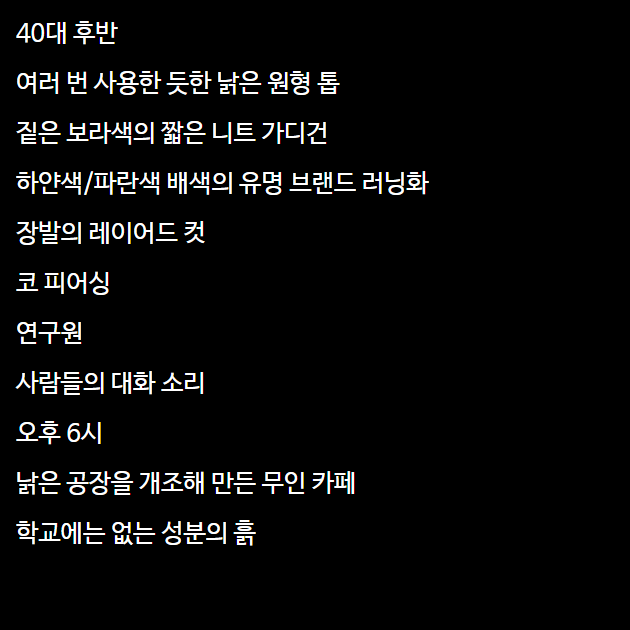 40대 후반
여러 번 사용한 듯한 낡은 원형 톱
짙은 보라색의 짧은 니트 가디건
하얀색/파란색 배색의 유명 브랜드 러닝화
장발의 레이어드 컷
코 피어싱
연구원
사람들의 대화 소리
오후 6시
낡은 공장을 개조해 만든 무인 카페
학교에는 없는 성분의 흙